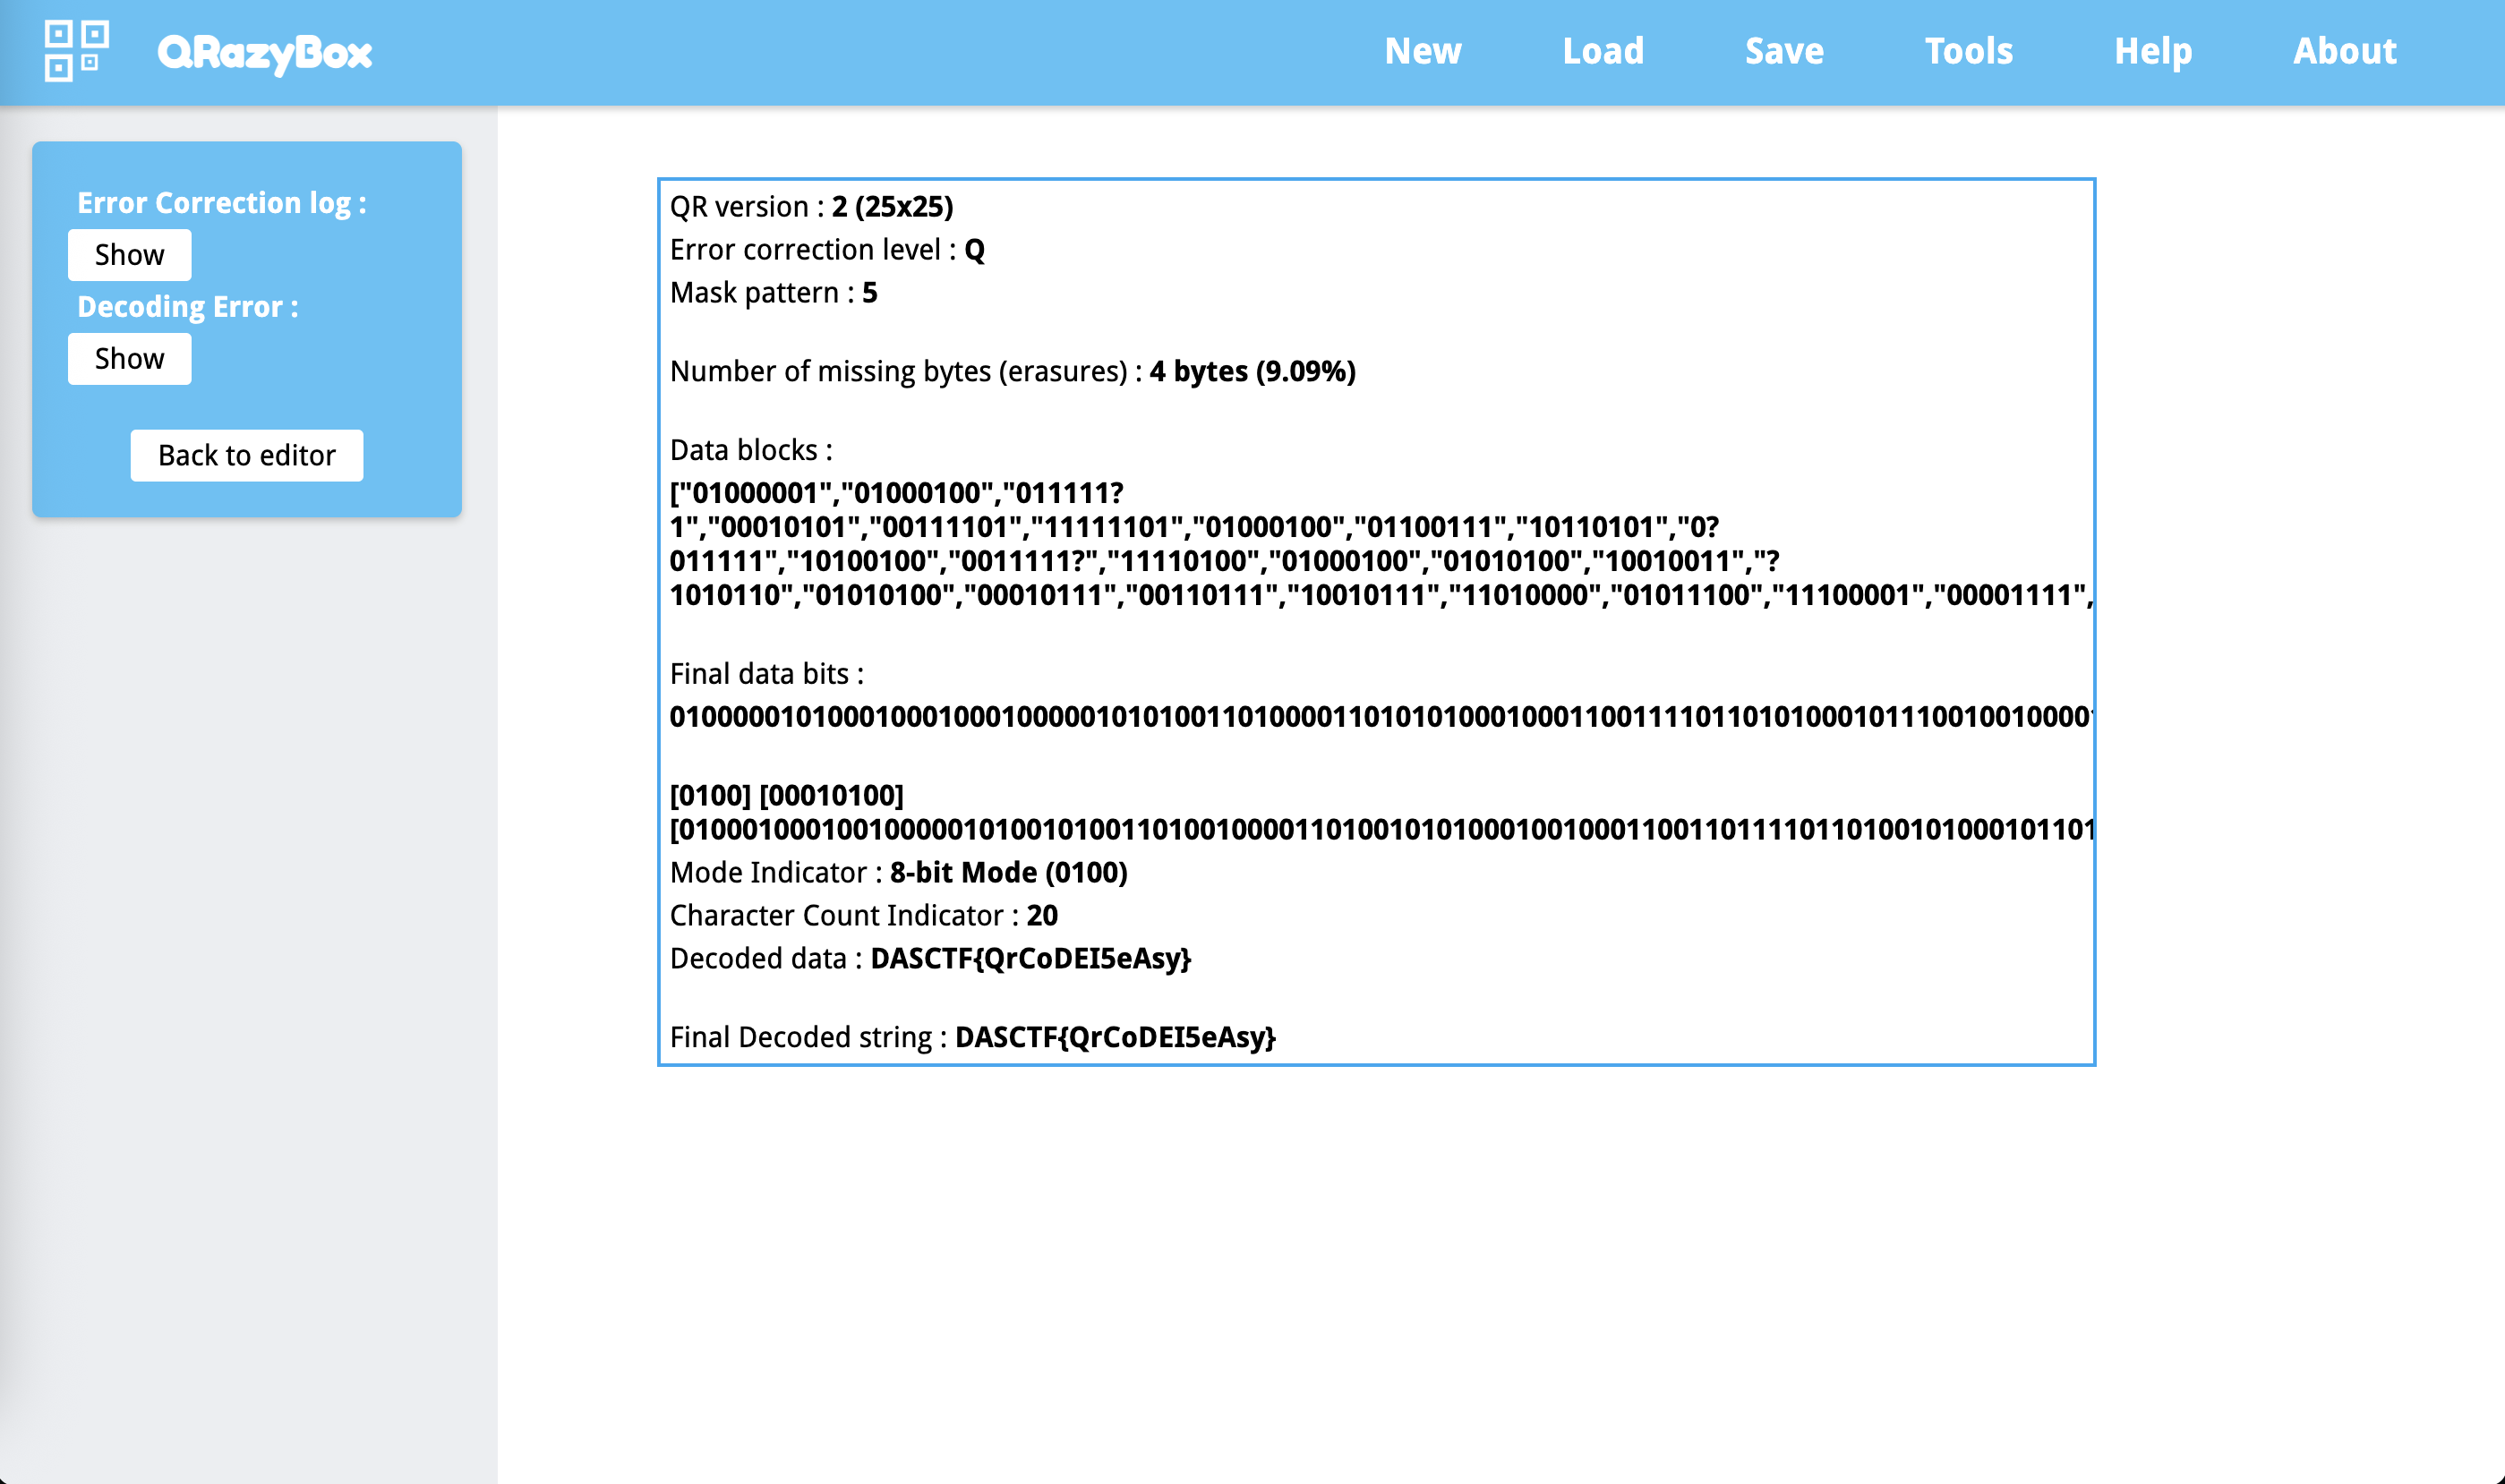 QRazyBox New Load Save Tools Help About
Error Correction log :
Show
Decoding Error :
Show
Back to editor
QR version : 2 (25x25)
Error correction level : Q
Mask pattern : 5
Number of missing bytes (erasures) : 4 bytes (9.09%)
Data blocks :
["01000001","01000100","011111?
1","00010101","00111101","11111101","01000100","01100111","10110101","0?
011111","10100100","0011111?","11110100","01000100","01010100","10010011","?
1010110","01010100","00010111","00110111","10010111","11010000","01011100","11100001","00001111",
Final data bits :
0100000101000100010001000001010100110100001101010100010001100111101101010001011100100100001
[0100] [00010100]
[010001000100100000101001010011010010000110100101010001001000110011011110110100101000101101
Mode Indicator : 8-bit Mode (0100)
Character Count Indicator : 20
Decoded data : DASCTF{QrCoDEI5eAsy}
Final Decoded string : DASCTF{QrCoDEI5eAsy}